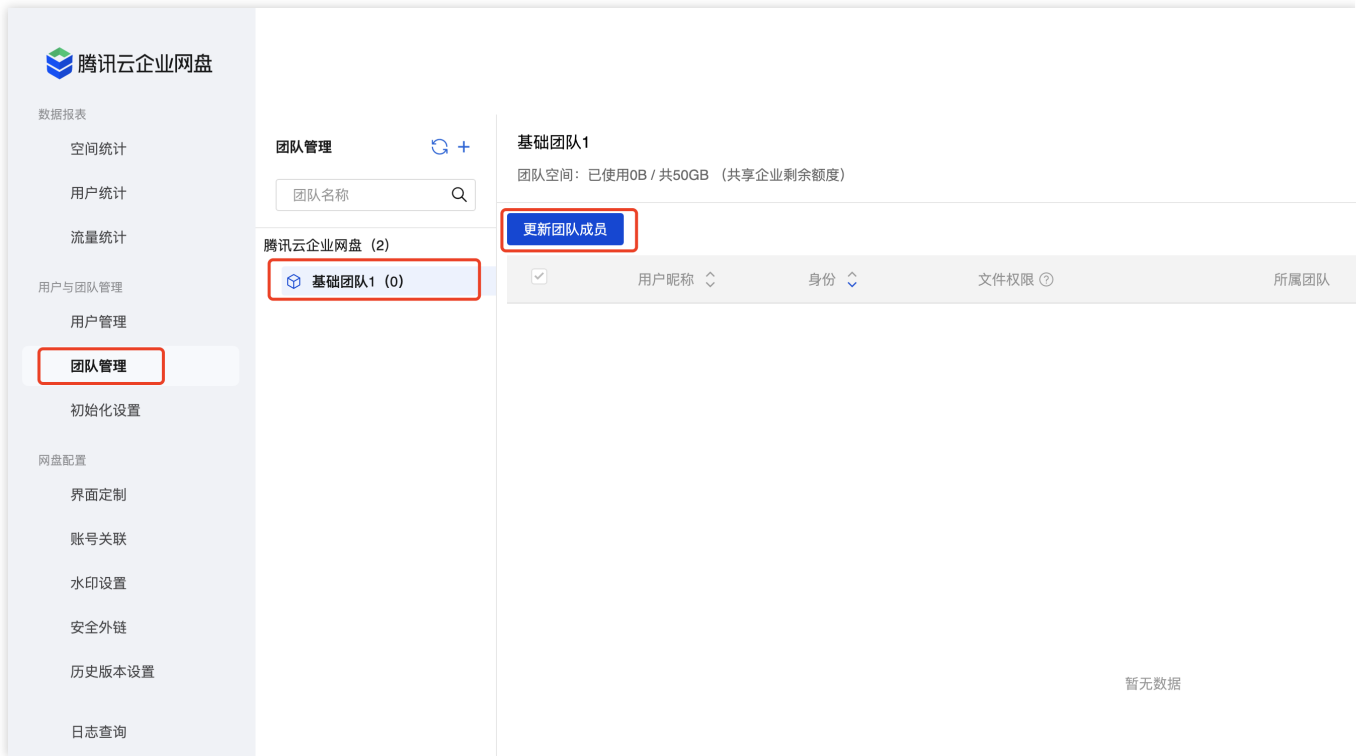 腾讯云企业网盘
数据报表
空间统计
用户统计
流量统计
用户与团队管理
用户管理
团队管理
初始化设置
网盘配置
界面定制
账号关联
水印设置
安全外链
历史版本设置
日志查询
团队管理
团队名称
腾讯云企业网盘（2）
基础团队1（0）
基础团队1
团队空间：已使用0B / 共50GB （共享企业剩余额度）
更新团队成员
用户昵称 身份 文件权限 所属团队
暂无数据